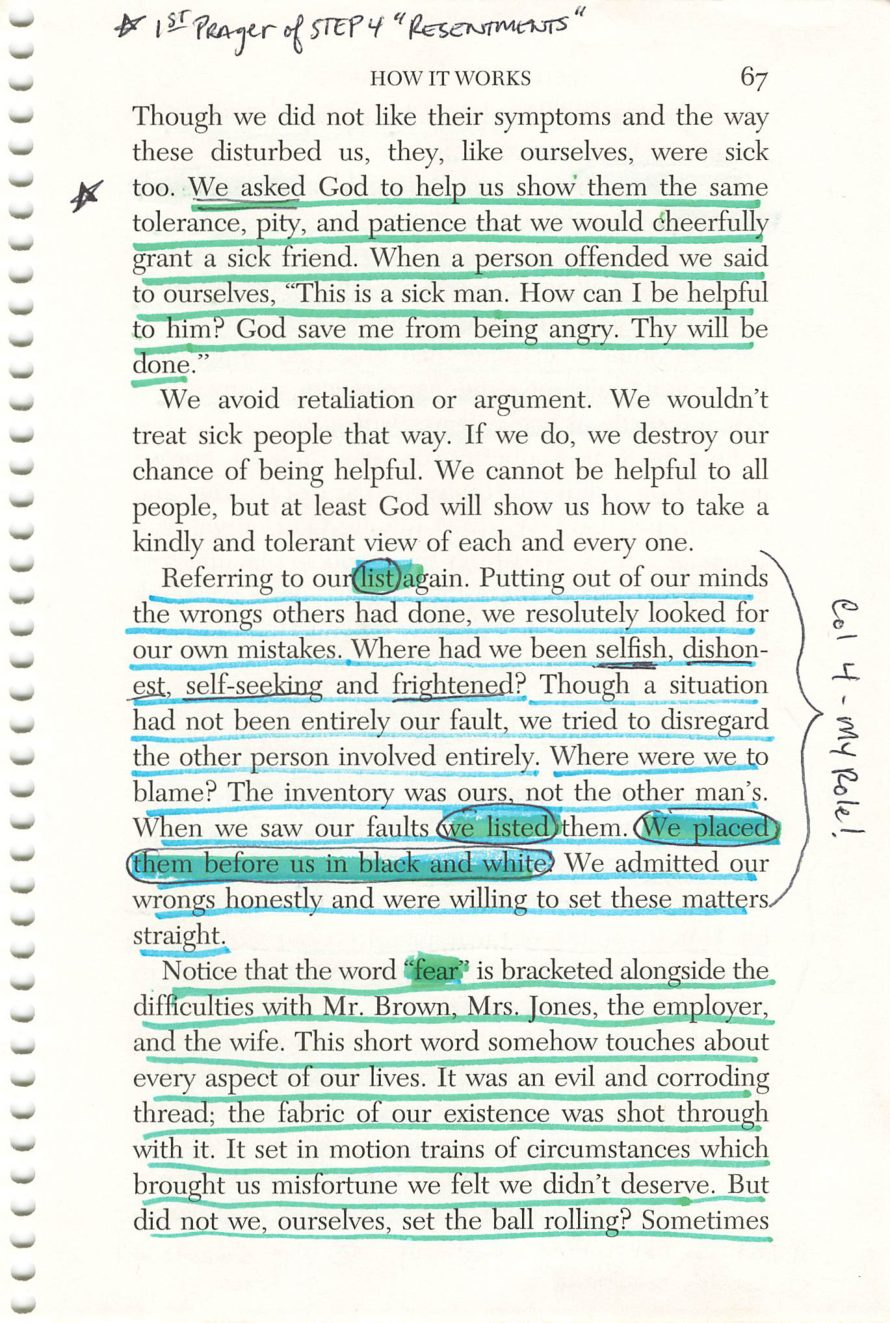 ☆ 1ST PRAyer of STEP 4 "RESENTMENTS"
HOW IT WORKS 67
Though we did not like their symptoms and the way
these disturbed us, they, like ourselves, were sick
too. We asked God to help us show them the same
tolerance, pity, and patience that we would cheerfully
grant a sick friend. When a person offended we said
to ourselves, “This is a sick man. How can I be helpful
to him? God save me from being angry. Thy will be
done.”
We avoid retaliation or argument. We wouldn’t
treat sick people that way. If we do, we destroy our
chance of being helpful. We cannot be helpful to all
people, but at least God will show us how to take a
kindly and tolerant view of each and every one.
Referring to our list again. Putting out of our minds
the wrongs others had done, we resolutely looked for
our own mistakes. Where had we been selfish, dishon-
est, self-seeking and frightened? Though a situation
had not been entirely our fault, we tried to disregard
the other person involved entirely. Where were we to
blame? The inventory was ours, not the other man’s.
When we saw our faults we listed them. We placed
them before us in black and white. We admitted our
wrongs honestly and were willing to set these matters
straight.
Col 4 - My Role!
Notice that the word “fear” is bracketed alongside the
difficulties with Mr. Brown, Mrs. Jones, the employer,
and the wife. This short word somehow touches about
every aspect of our lives. It was an evil and corroding
thread; the fabric of our existence was shot through
with it. It set in motion trains of circumstances which
brought us misfortune we felt we didn’t deserve. But
did not we, ourselves, set the ball rolling? Sometimes